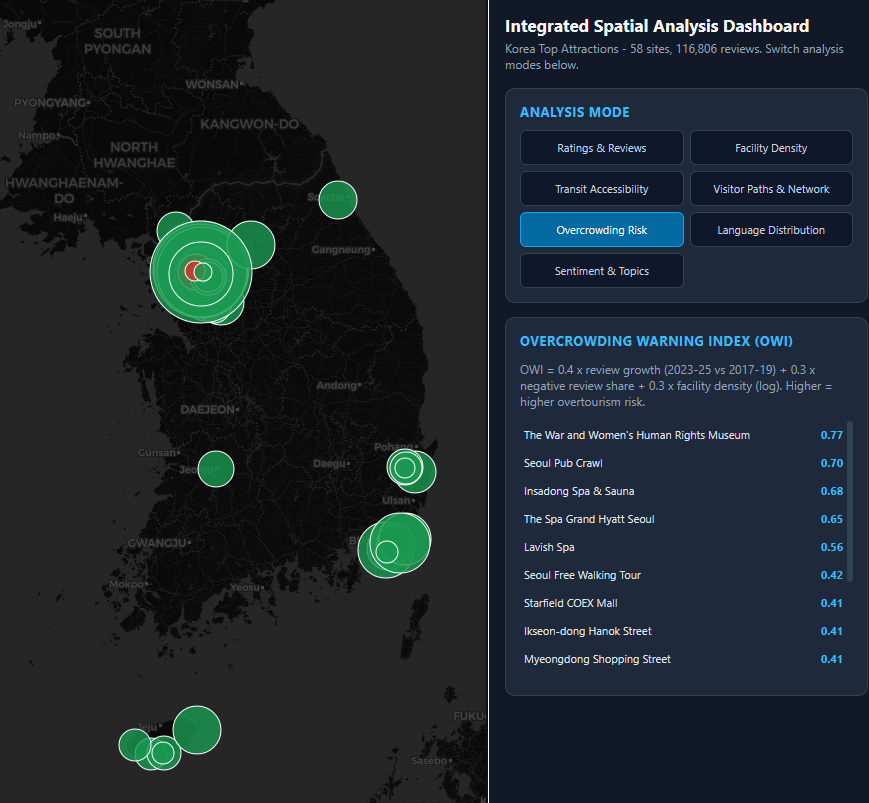 Jongju
SOUTH
PYONGAN
WONSAN
PYONGYANG
KANGWON-DO
Nampo
NORTH
HWANGHAE
HWANGHAENAM-
DO
Haeju
Gangneung
Andong
DAEJEON
Gunsan
Pohang
Daegu
Ulsan
GWANGJU
Mokpo
Yeosu
Jeju
FUKU
Sasebo
Integrated Spatial Analysis Dashboard
Korea Top Attractions - 58 sites, 116,806 reviews. Switch analysis
modes below.
ANALYSIS MODE
Ratings & Reviews
Facility Density
Transit Accessibility
Visitor Paths & Network
Overcrowding Risk
Language Distribution
Sentiment & Topics
OVERCROWDING WARNING INDEX (OWI)
OWI = 0.4 x review growth (2023-25 vs 2017-19) + 0.3 x
negative review share + 0.3 x facility density (log). Higher =
higher overtourism risk.
The War and Women's Human Rights Museum 0.77
Seoul Pub Crawl 0.70
Insadong Spa & Sauna 0.68
The Spa Grand Hyatt Seoul 0.65
Lavish Spa 0.56
Seoul Free Walking Tour 0.42
Starfield COEX Mall 0.41
Ikseon-dong Hanok Street 0.41
Myeongdong Shopping Street 0.41